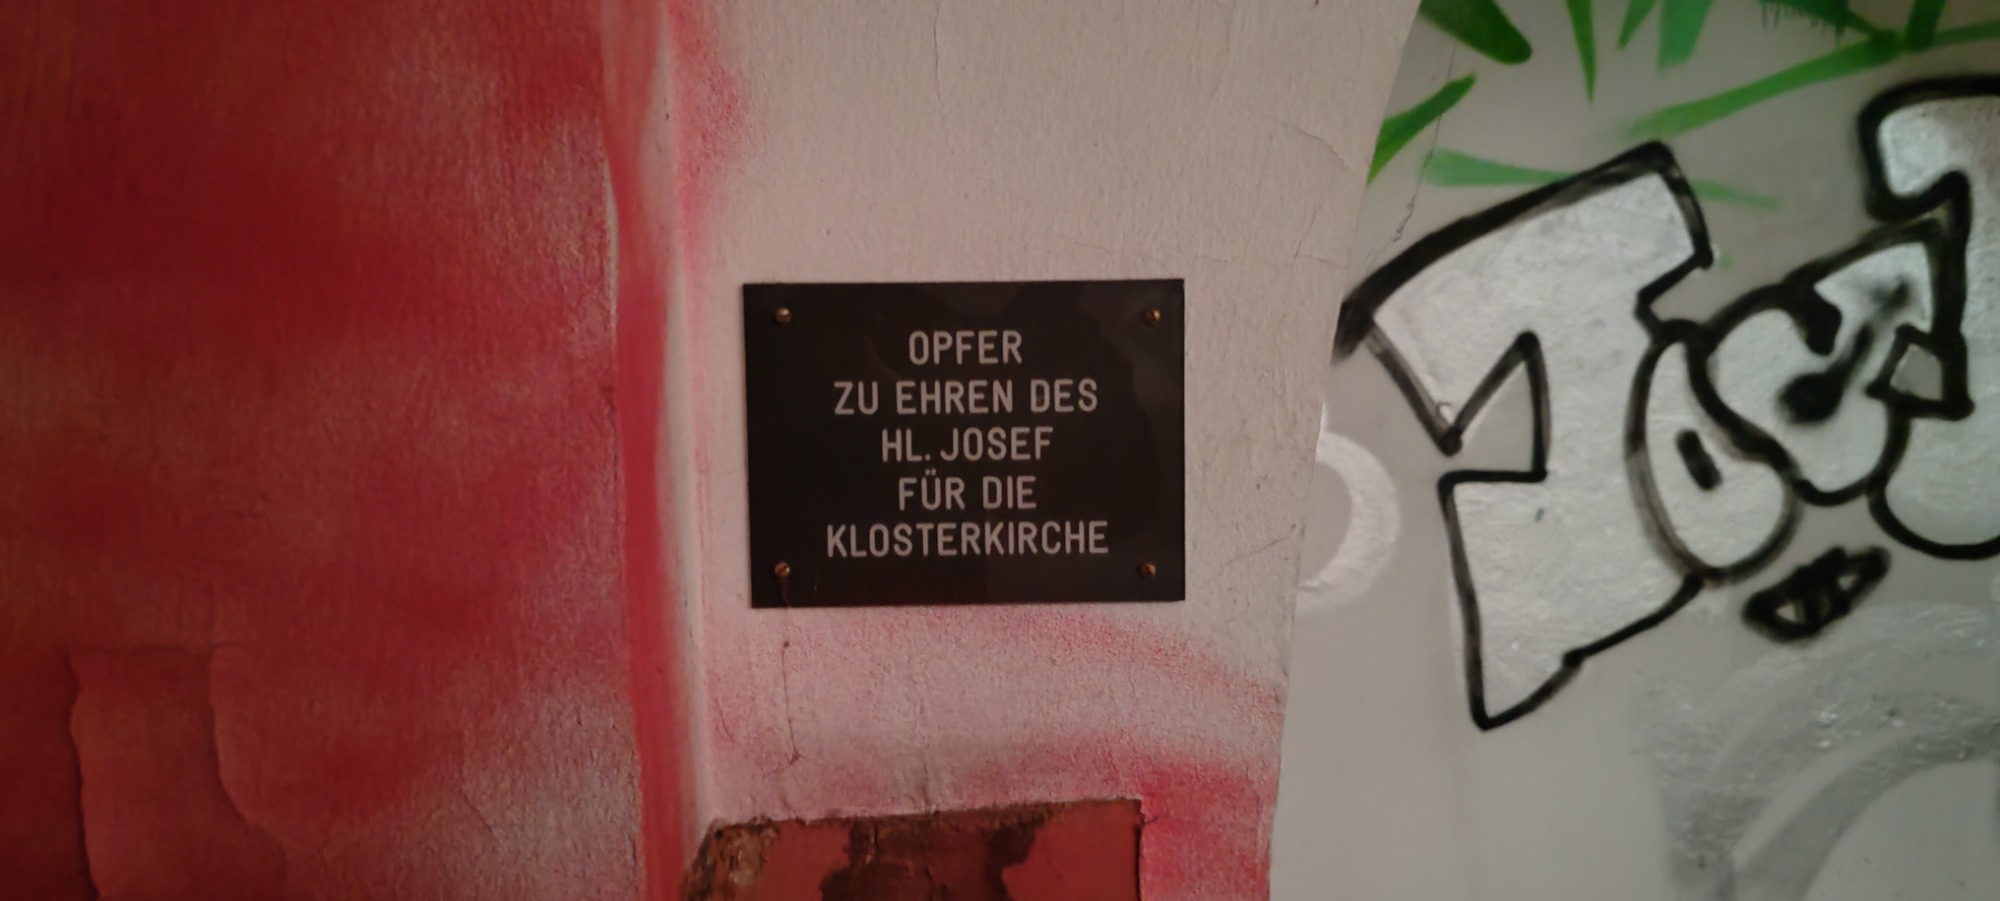 OPFER
ZU EHREN DES
HL. JOSEF
FÜR DIE
KLOSTERKIRCHE